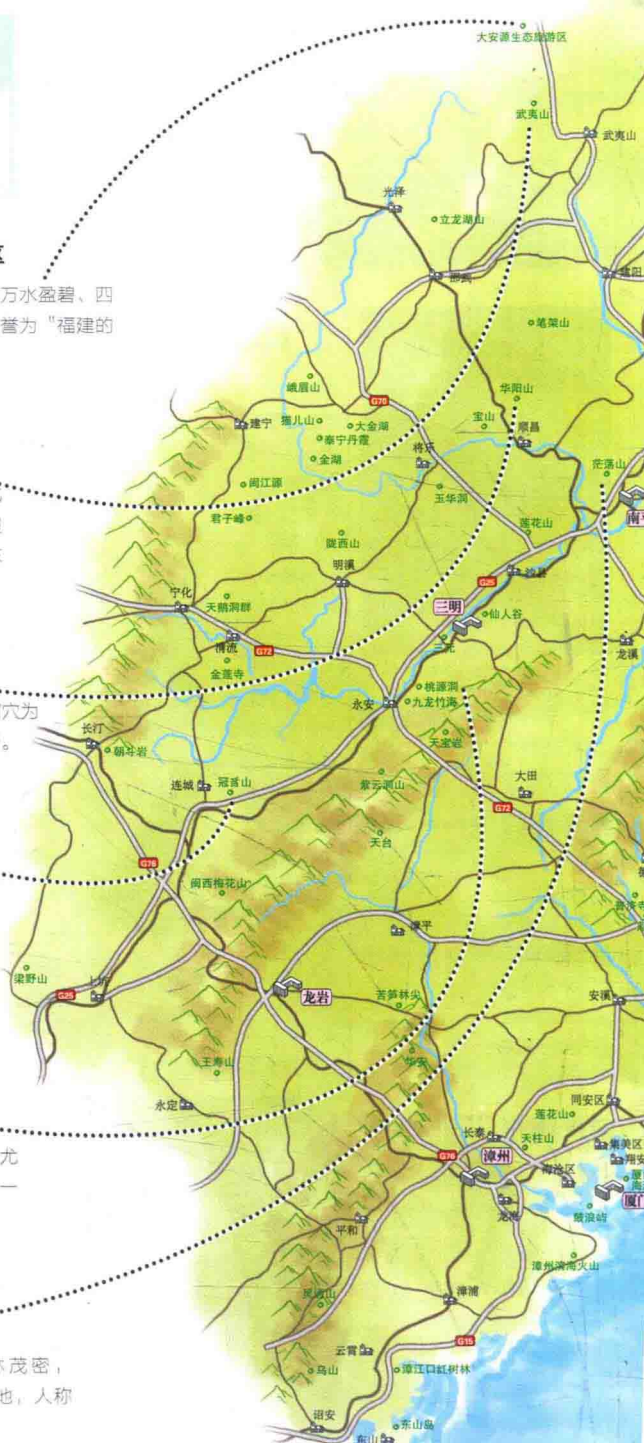 大安源生态旅游区
武夷山
武夷山
光泽
立龙湖山
邵武
建阳
万水盈碧、四
誉为“福建的
笔架山
峨眉山
G70
华阳山
建宁
猫儿山
大金湖
宝山
泰宁丹霞
顺昌
金湖
将乐
茫荡山
闽江源
玉华洞
君子峰
莲花山
陇西山
明溪
沙县
G25
宁化
天鹅洞群
三明
仙人谷
清流
G72
三元
龙溪
金莲寺
桃源洞
永安
九龙竹海
穴为
长汀
朝斗岩
天宝岩
连城
冠豸山
紫云洞山
大田
G72
天台
G76
闽西梅花山
漳平
梁野山
上杭
G25
龙岩
苦笋林尖
安溪
王寿山
华安
永定
莲花山
同安区
尤
一
长泰
天柱山
集美区
翔安
G76
漳州
海沧区
厦门
龙海
鼓浪屿
平和
漳州滨海火山
漳浦
G15
云霄
林茂密，
乌山
漳江口红树林
也，人称
诏安
东山岛
东山